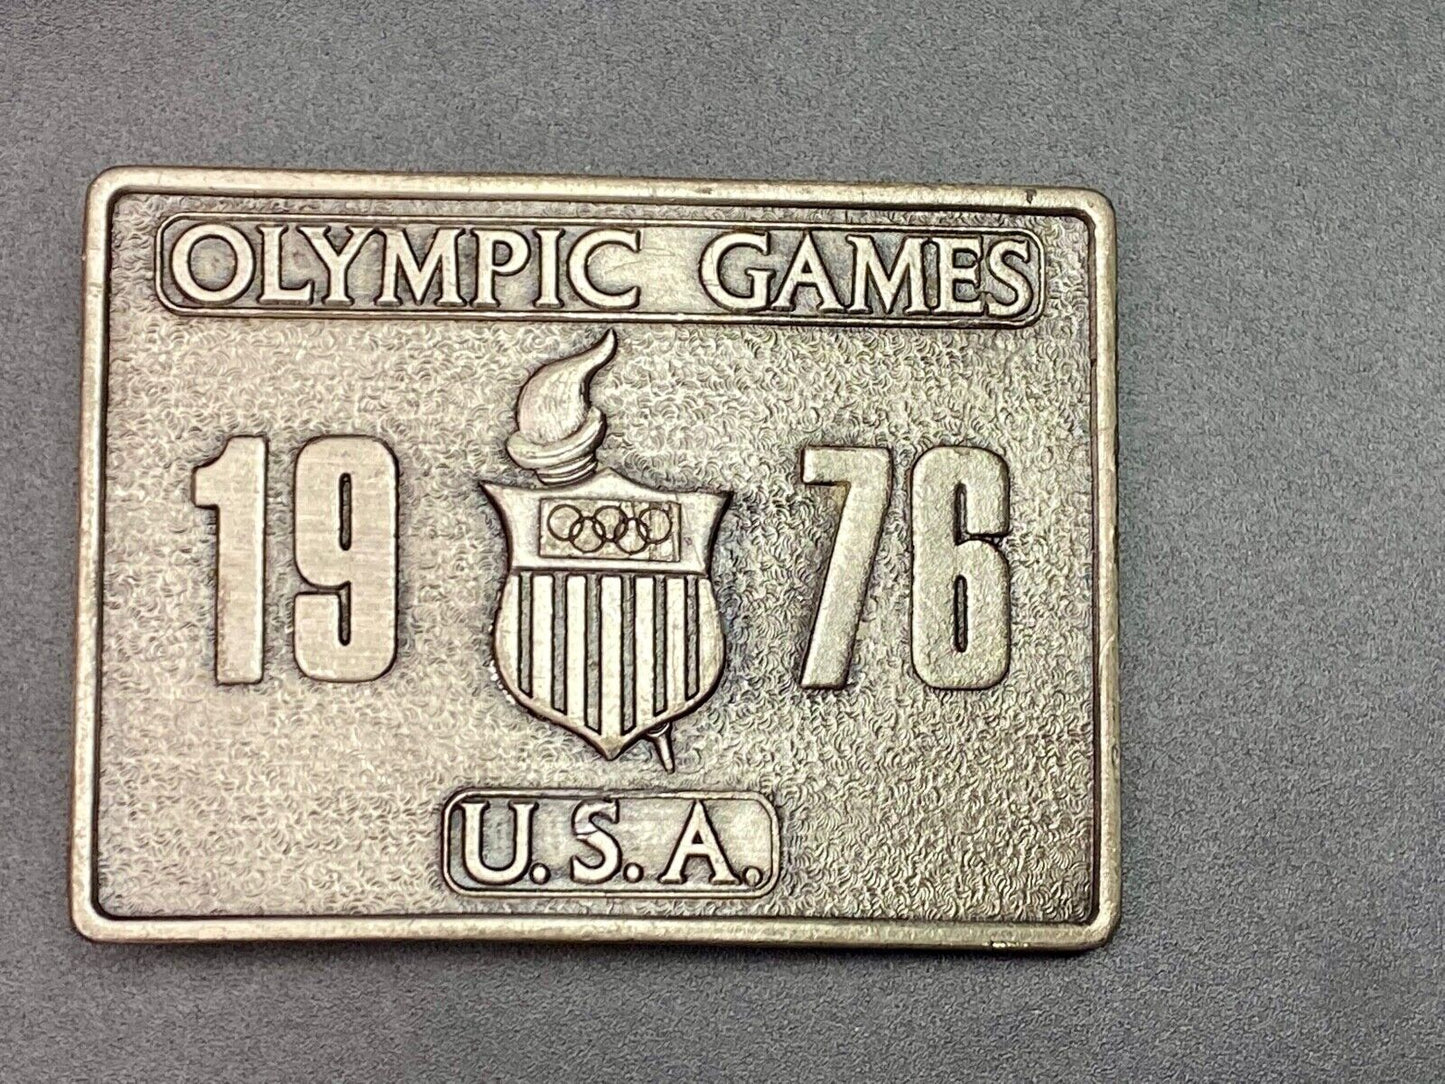 OLYMPIC GAMES
19 76
U.S.A.